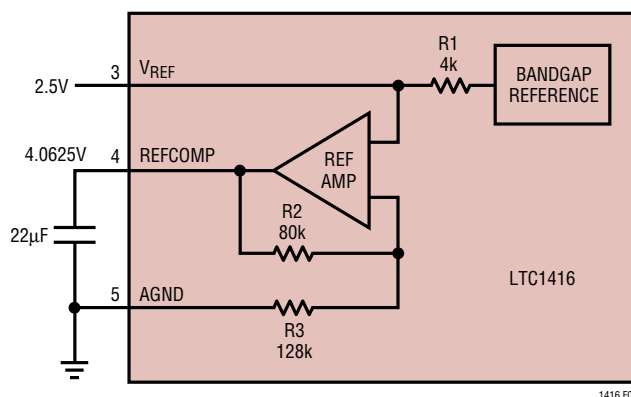 R1
4k
BANDGAP
REFERENCE
3
VREF
2.5V
4.0625V
4
REFCOMP
REF
AMP
R2
80k
22µF
5
AGND
R3
128k
LTC1416